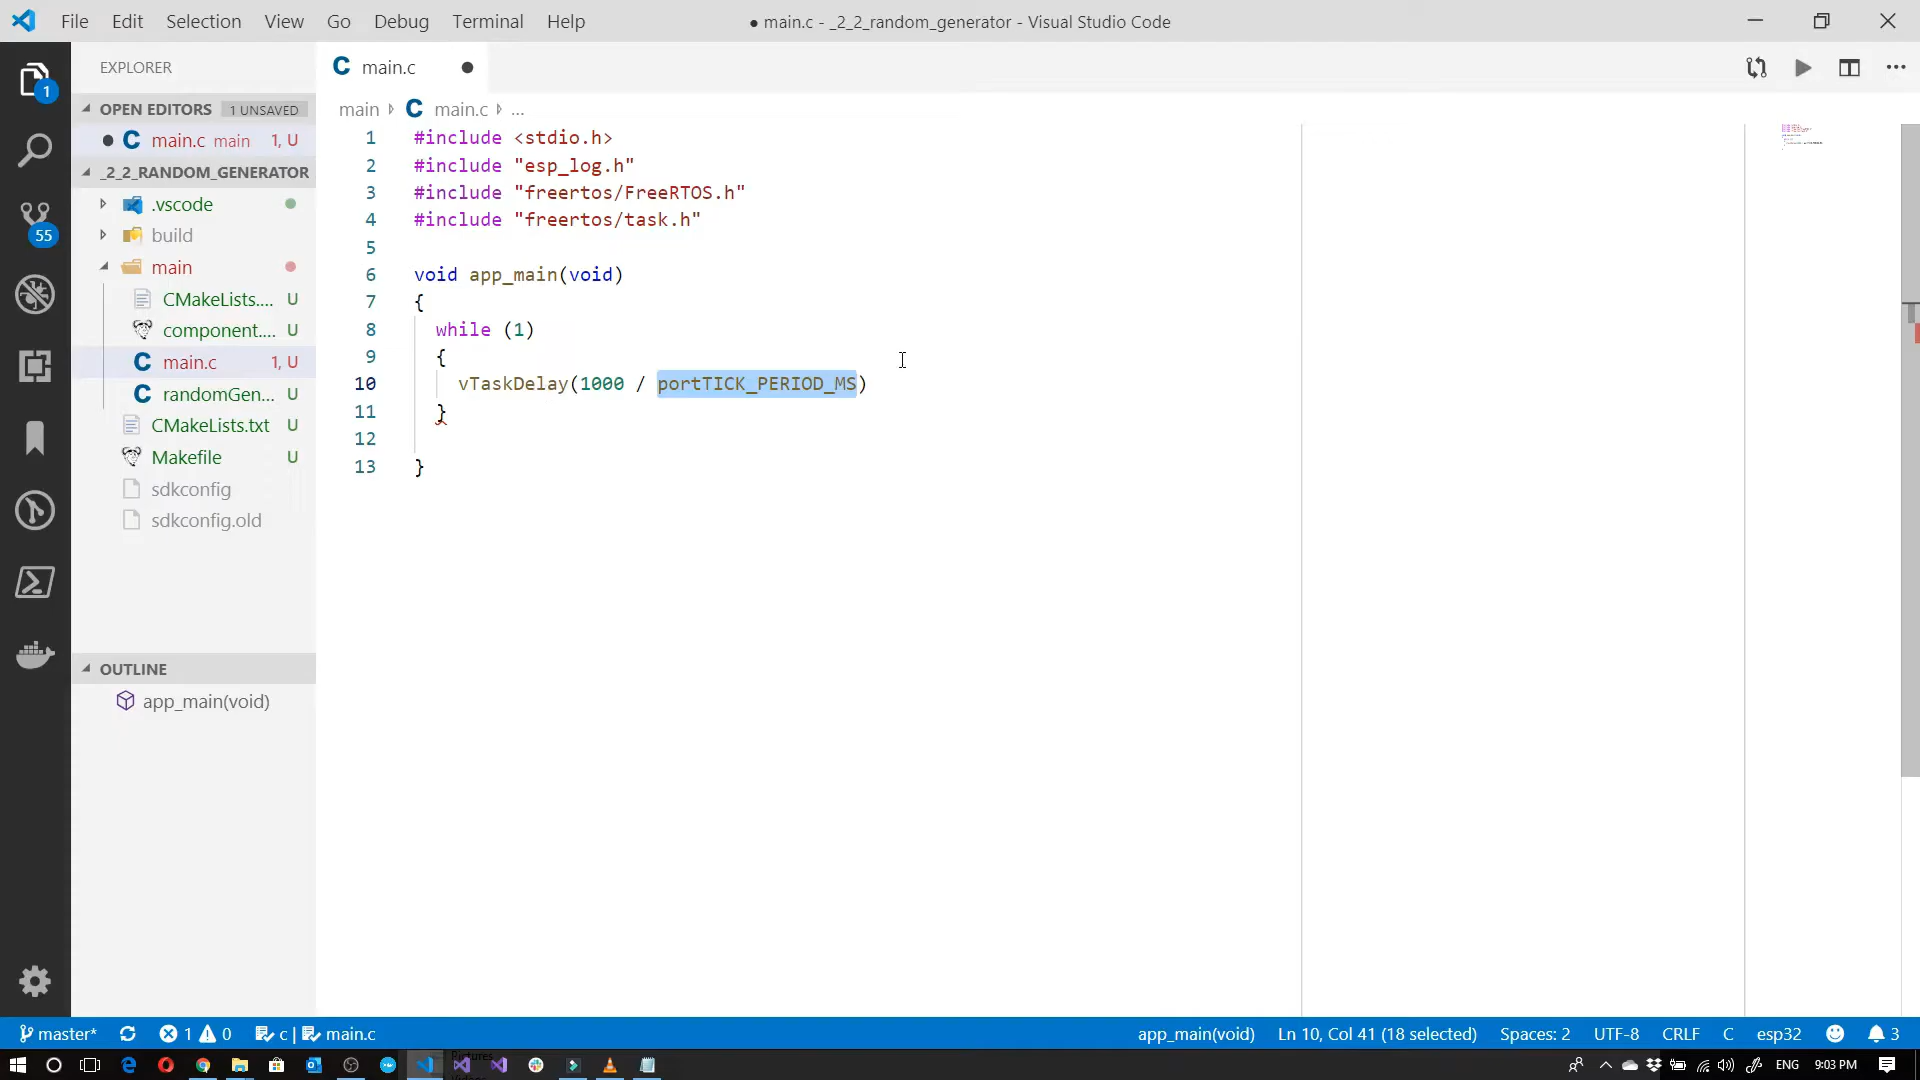 File Edit Selection View Go Debug Terminal Help
● main.c - _2_2_random_generator - Visual Studio Code
EXPLORER
OPEN EDITORS 1 UNSAVED
main.c main 1, U
_2_2_RANDOM_GENERATOR
.vscode
build
main
CMakeLists.... U
component.... U
main.c 1, U
randomGen... U
CMakeLists.txt U
Makefile U
sdkconfig
sdkconfig.old
OUTLINE
app_main(void)
1
55
main.c
main main.c ...
1 #include <stdio.h>
2 #include "esp_log.h"
3 #include "freertos/FreeRTOS.h"
4 #include "freertos/task.h"
5
6 void app_main(void)
7 {
8 while (1)
9 {
10 vTaskDelay(1000 / portTICK_PERIOD_MS)
11 }
12
13 }
master* 1 0 c | main.c app_main(void) Ln 10, Col 41 (18 selected) Spaces: 2 UTF-8 CRLF C esp32 3
Pictures
ENG 9:03 PM